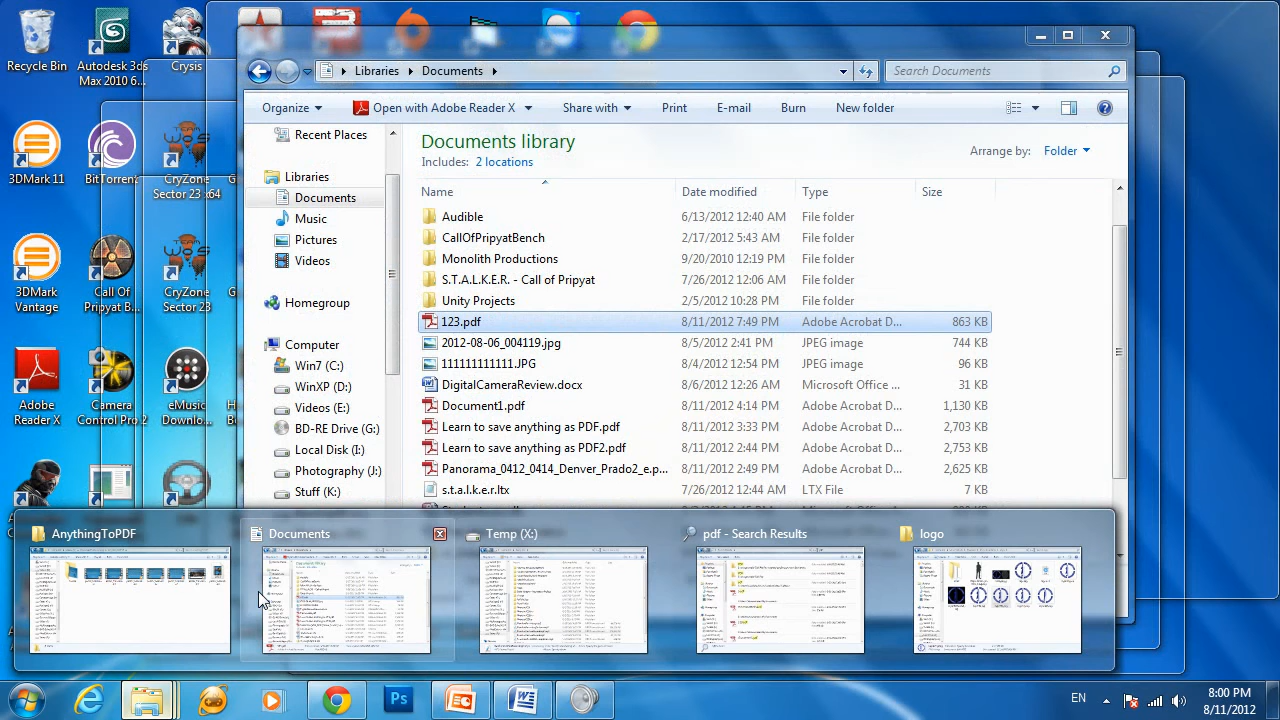 Recycle Bin
Autodesk 3ds Max 2010 6...
Crysis
3DMark 11
BitTorrent
CryZone Sector 23 x64
3DMark Vantage
Call Of Pripyat B...
CryZone Sector 23
Adobe Reader X
Camera Control Pro 2
eMusic Downlo...
Libraries
Documents
Search Documents
Organize
Open with Adobe Reader X
Share with
Print
E-mail
Burn
New folder
Recent Places
Libraries
Documents
Music
Pictures
Videos
Homegroup
Computer
Win7 (C:)
WinXP (D:)
Videos (E:)
BD-RE Drive (G:)
Local Disk (I:)
Photography (J:)
Stuff (K:)
Documents library
Includes: 2 locations
Arrange by: Folder
Name Date modified Type Size
Audible 6/13/2012 12:40 AM File folder
CallOfPripyatBench 2/17/2012 5:43 AM File folder
Monolith Productions 9/20/2010 12:19 PM File folder
S.T.A.L.K.E.R. - Call of Pripyat 7/26/2012 12:06 AM File folder
Unity Projects 2/5/2012 10:28 PM File folder
123.pdf 8/11/2012 7:49 PM Adobe Acrobat D... 863 KB
2012-08-06_004119.jpg 8/5/2012 2:41 PM JPEG image 744 KB
111111111111.JPG 8/4/2012 12:54 PM JPEG image 96 KB
DigitalCameraReview.docx 8/6/2012 12:26 AM Microsoft Office ... 31 KB
Document1.pdf 8/11/2012 4:14 PM Adobe Acrobat D... 1,130 KB
Learn to save anything as PDF.pdf 8/11/2012 3:33 PM Adobe Acrobat D... 2,703 KB
Learn to save anything as PDF2.pdf 8/11/2012 2:44 PM Adobe Acrobat D... 2,753 KB
Panorama_0412_0414_Denver_Prado2_e.p... 8/11/2012 2:49 PM Adobe Acrobat D... 2,625 KB
s.t.a.l.k.e.r.ltx 7/26/2012 12:44 AM LTX File 7 KB
AnythingToPDF
Documents
Temp (X:)
pdf - Search Results
logo
Ps
EN
8:00 PM
8/11/2012